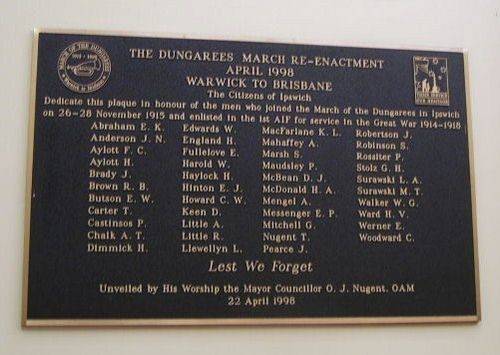 THE DUNGAREES MARCH RE-ENACTMENT
APRIL 1998
WARWICK TO BRISBANE
The Citizens of Ipswich
Dedicate this plaque in honour of the men who joined the March of the Dungarees in Ipswich
on 26-28 November 1915 and enlisted in the 1st AIF for service in the Great War 1914-1918
Abraham E. K. Edwards W. MacFarlane K. L. Robertson J.
Anderson J. N. England H. Mahaffey A. Robinson S.
Aylott F. C. Fullelove E. Marsh S. Rossiter P.
Aylott H. Harold W. Maudsley P. Stolz G. H.
Brady J. Haylock H. McBean D. J. Surawski L. A.
Brown R. B. Hinton E. J. McDonald H. A. Surawski M. T.
Butson E. W. Howard C. W. Mengel A. Walker W. G.
Carter T. Keen D. Messenger E. P. Ward H. V.
Castinsos P. Little A. Mitchell G. Werner E.
Chalk A. T. Little R. Nugent T. Woodward C.
Dimmick H. Llewellyn L. Pearce J.
Lest We Forget
Unveiled by His Worship the Mayor Councillor O. J. Nugent, OAM
22 April 1998